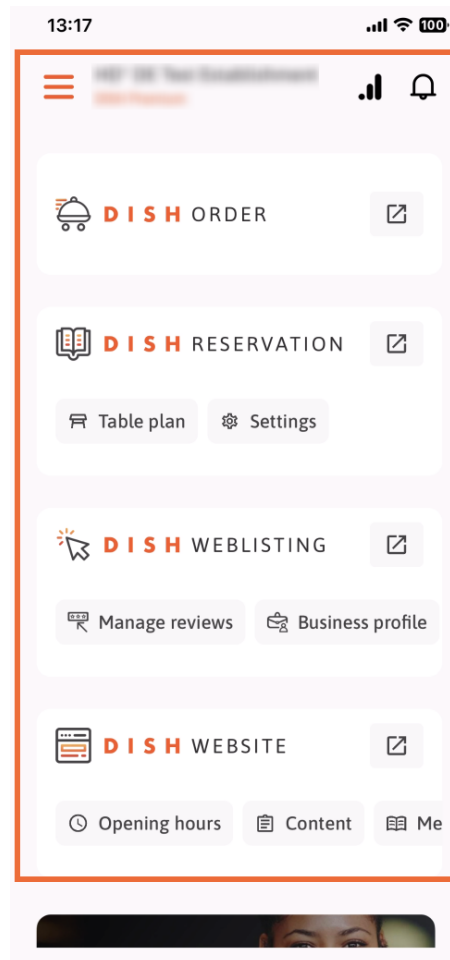 13:17
100
DISH ORDER
DISH RESERVATION
Table plan Settings
DISH WEBLISTING
Manage reviews Business profile
DISH WEBSITE
Opening hours Content Me